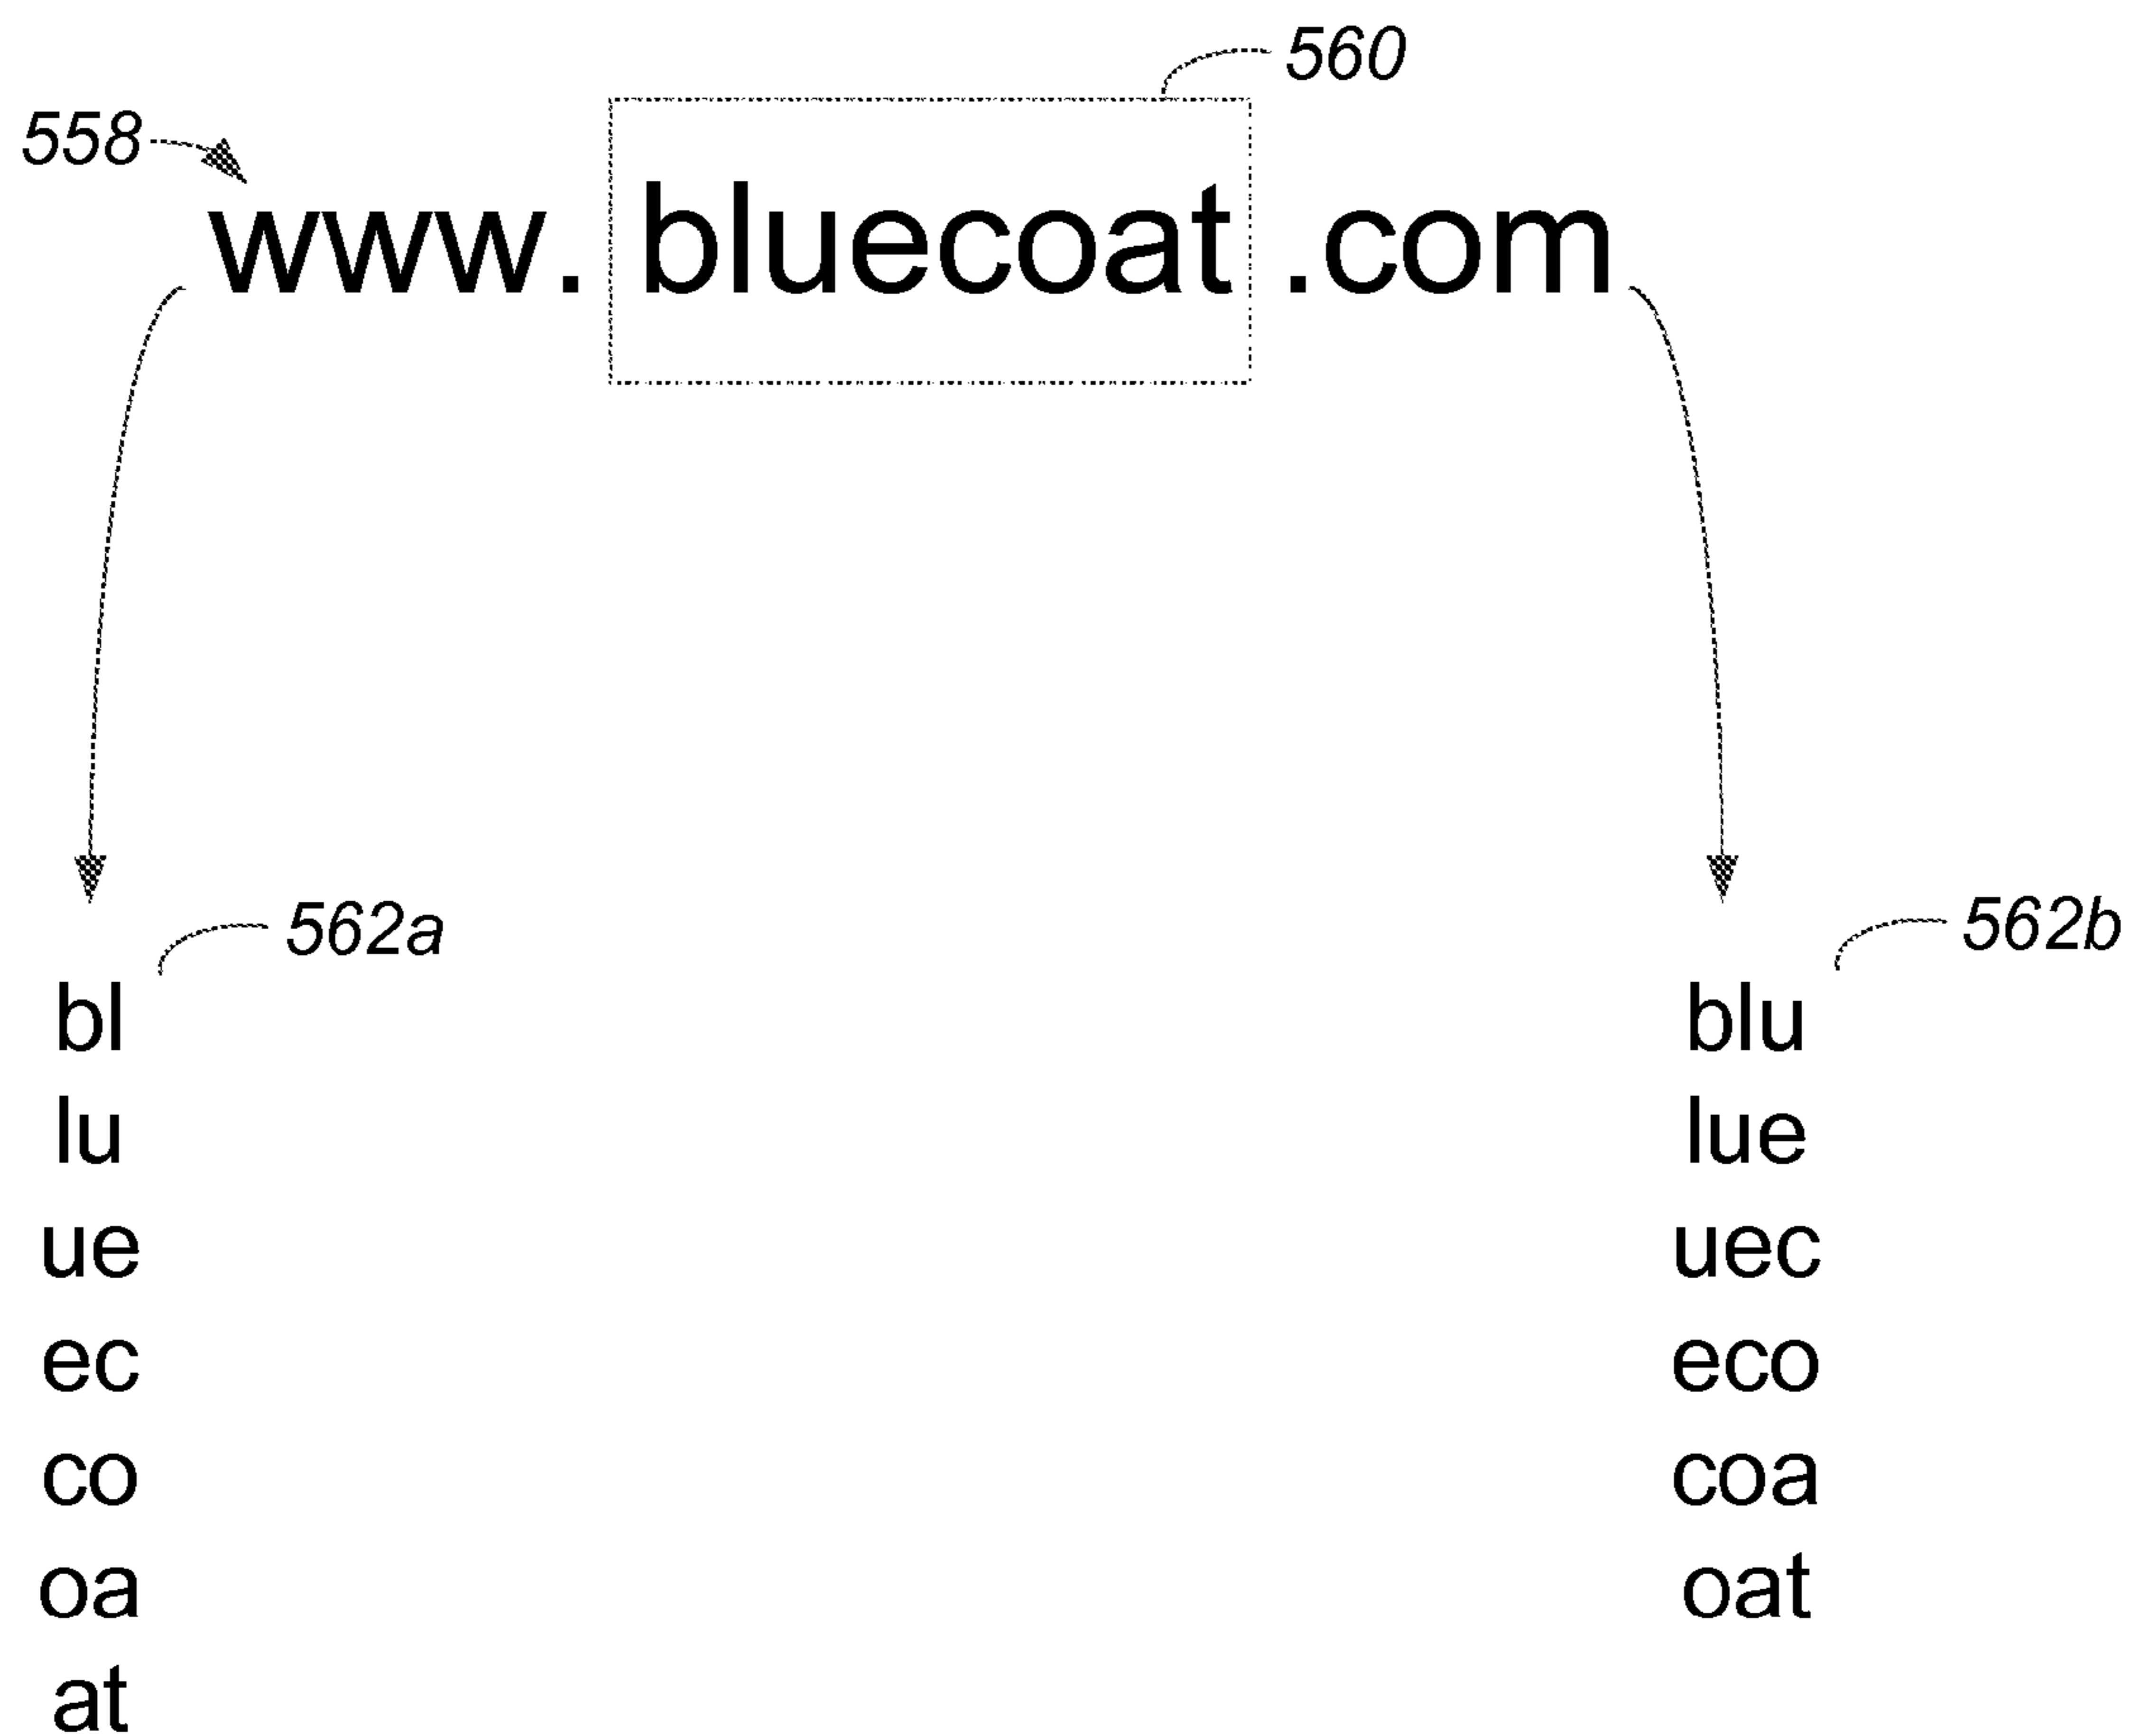 560
558
www. bluecoat .com
562a
562b
bl
blu
lu
lue
ue
uec
ec
eco
co
coa
oa
oat
at